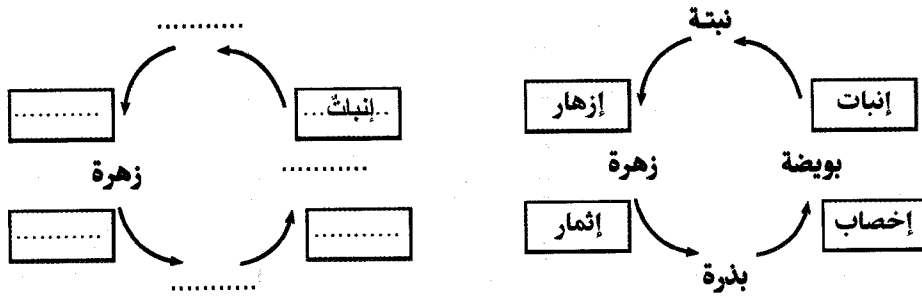 نبتة
إنبات
إزهار
بويضة
زهرة
إخصاب
إثمار
بذرة
..........
...إنباتٌ...
..........
..........
زهرة
..........
..........
..........